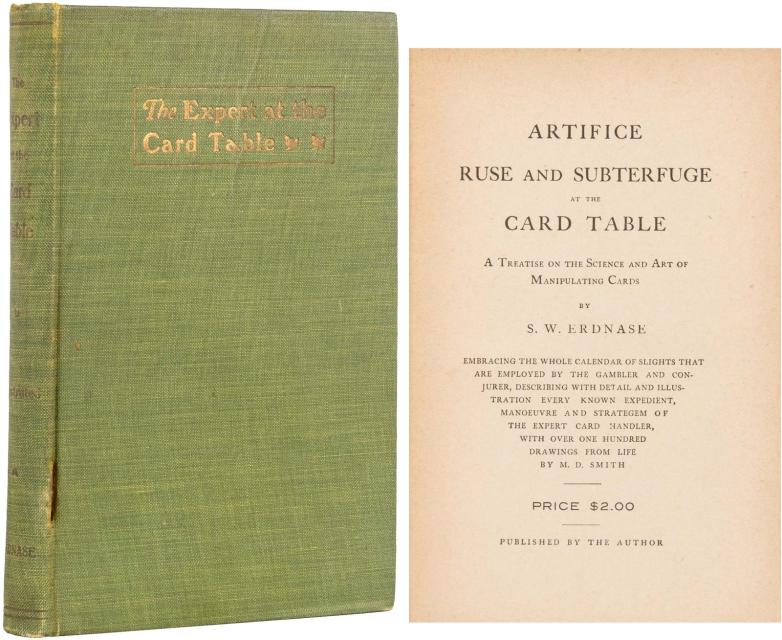 The
Expert
at the
Card
Table
Illustrated
ERDNASE
The Expert at the
Card Table
ARTIFICE
RUSE AND SUBTERFUGE
AT THE
CARD TABLE
A TREATISE ON THE SCIENCE AND ART OF
MANIPULATING CARDS
BY
S. W. ERDNASE
EMBRACING THE WHOLE CALENDAR OF SLIGHTS THAT
ARE EMPLOYED BY THE GAMBLER AND CON-
JURER, DESCRIBING WITH DETAIL AND ILLUS-
TRATION EVERY KNOWN EXPEDIENT,
MANOEUVRE AND STRATEGEM OF
THE EXPERT CARD HANDLER,
WITH OVER ONE HUNDRED
DRAWINGS FROM LIFE
BY M. D. SMITH
PRICE $2.00
PUBLISHED BY THE AUTHOR